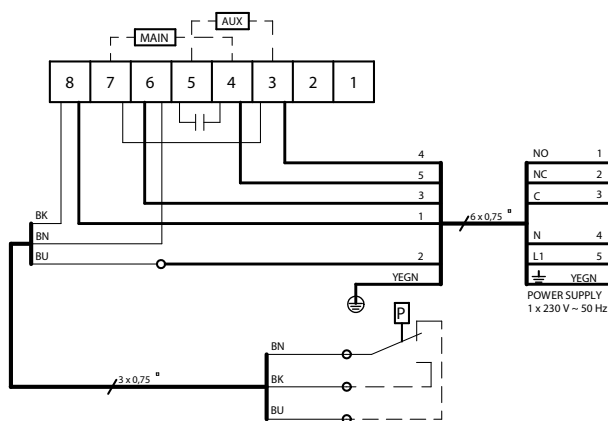 AUX
MAIN
8 7 6 5 4 3 2 1
4 NO 1
5 NC 2
3 C 3
BK 1 6 x 0,75 ▫
BN N 4
BU 2 L1 5
YEGN YEGN
POWER SUPPLY
1 x 230 V ~ 50 Hz
P
BN
3 x 0,75 ▫ BK
BU